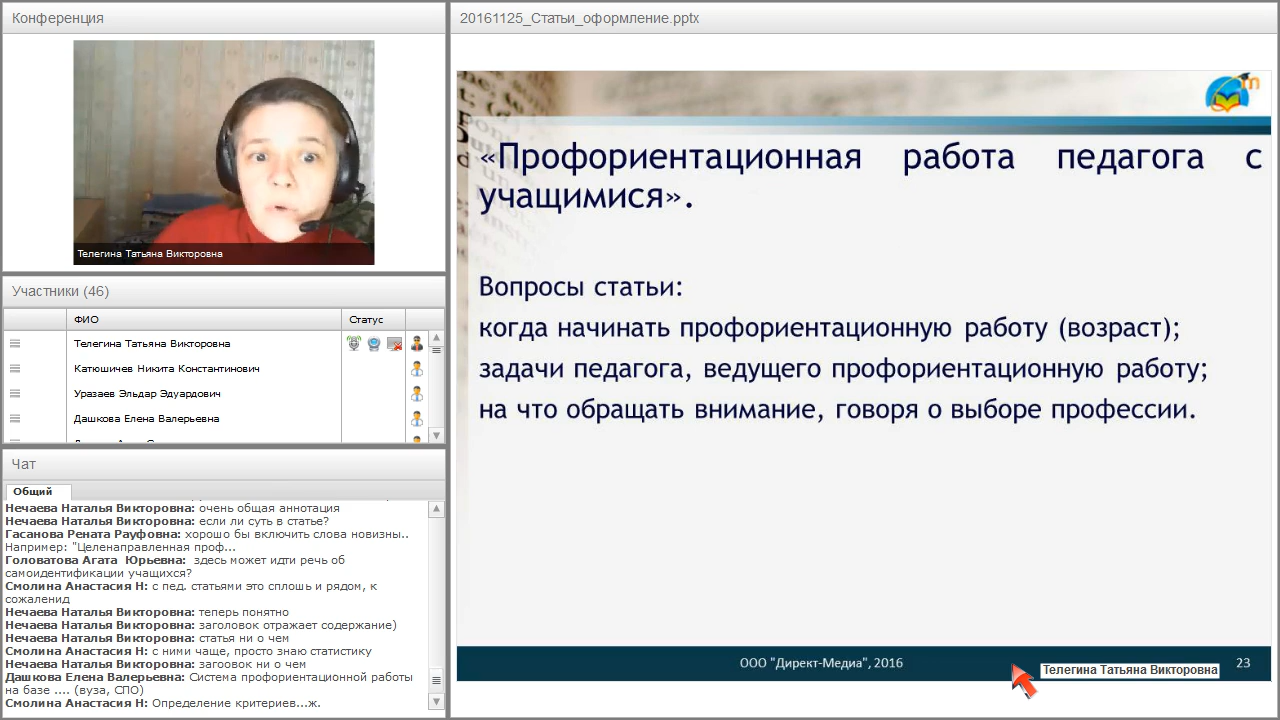 Конференция
Телегина Татьяна Викторовна
Участники (46)
ФИО Статус
Телегина Татьяна Викторовна
Катюшичев Никита Константинович
Уразаев Эльдар Эдуардович
Дашкова Елена Валерьевна
Чат
Общий
Нечаева Наталья Викторовна: очень общая аннотация
Нечаева Наталья Викторовна: если ли суть в статье?
Гасанова Рената Рауфовна: хорошо бы включить слова новизны..
Например: "Целенаправленная проф...
Головатова Агата Юрьевна: здесь может идти речь об
самоидентификации учащихся?
Смолина Анастасия Н: с пед. статьями это сплошь и рядом, к
сожаленид
Нечаева Наталья Викторовна: теперь понятно
Нечаева Наталья Викторовна: заголовок отражает содержание)
Нечаева Наталья Викторовна: статья ни о чем
Смолина Анастасия Н: с ними чаще, просто знаю статистику
Нечаева Наталья Викторовна: загоовок ни о чем
Дашкова Елена Валерьевна: Система профориентационной работы
на базе .... (вуза, СПО)
Смолина Анастасия Н: Определение критериев...ж.
20161125_Статьи_оформление.pptx
«Профориентационная работа педагога с
учащимися».
Вопросы статьи:
когда начинать профориентационную работу (возраст);
задачи педагога, ведущего профориентационную работу;
на что обращать внимание, говоря о выборе профессии.
ООО "Директ-Медиа", 2016
Телегина Татьяна Викторовна
23